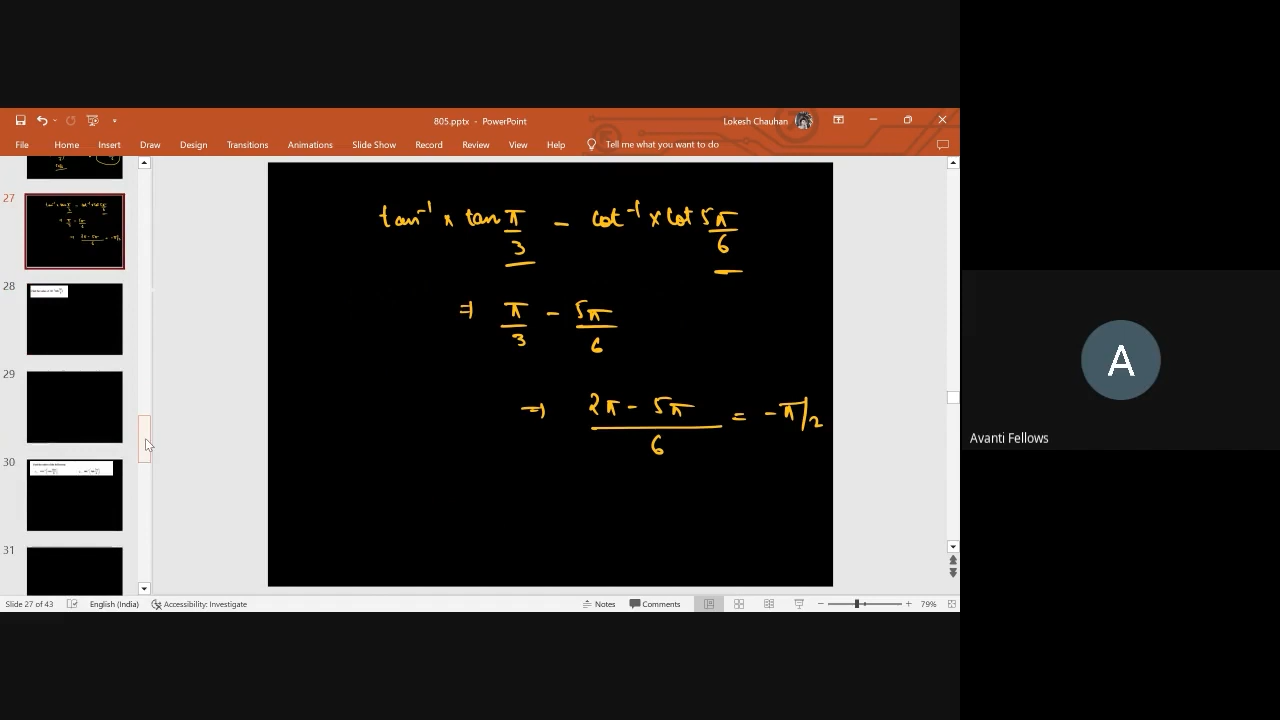 805.pptx - PowerPoint
Lokesh Chauhan
File Home Insert Draw Design Transitions Animations Slide Show Record Review View Help Tell me what you want to do
27
28
29
30
31
tan⁻¹ × tan π/3 - cot⁻¹ × cot 5π/6
⇒ π/3 - 5π/6
⇒ (2π - 5π)/6 = -π/2
A
Avanti Fellows
Slide 27 of 43 English (India) Accessibility: Investigate Notes Comments 79%